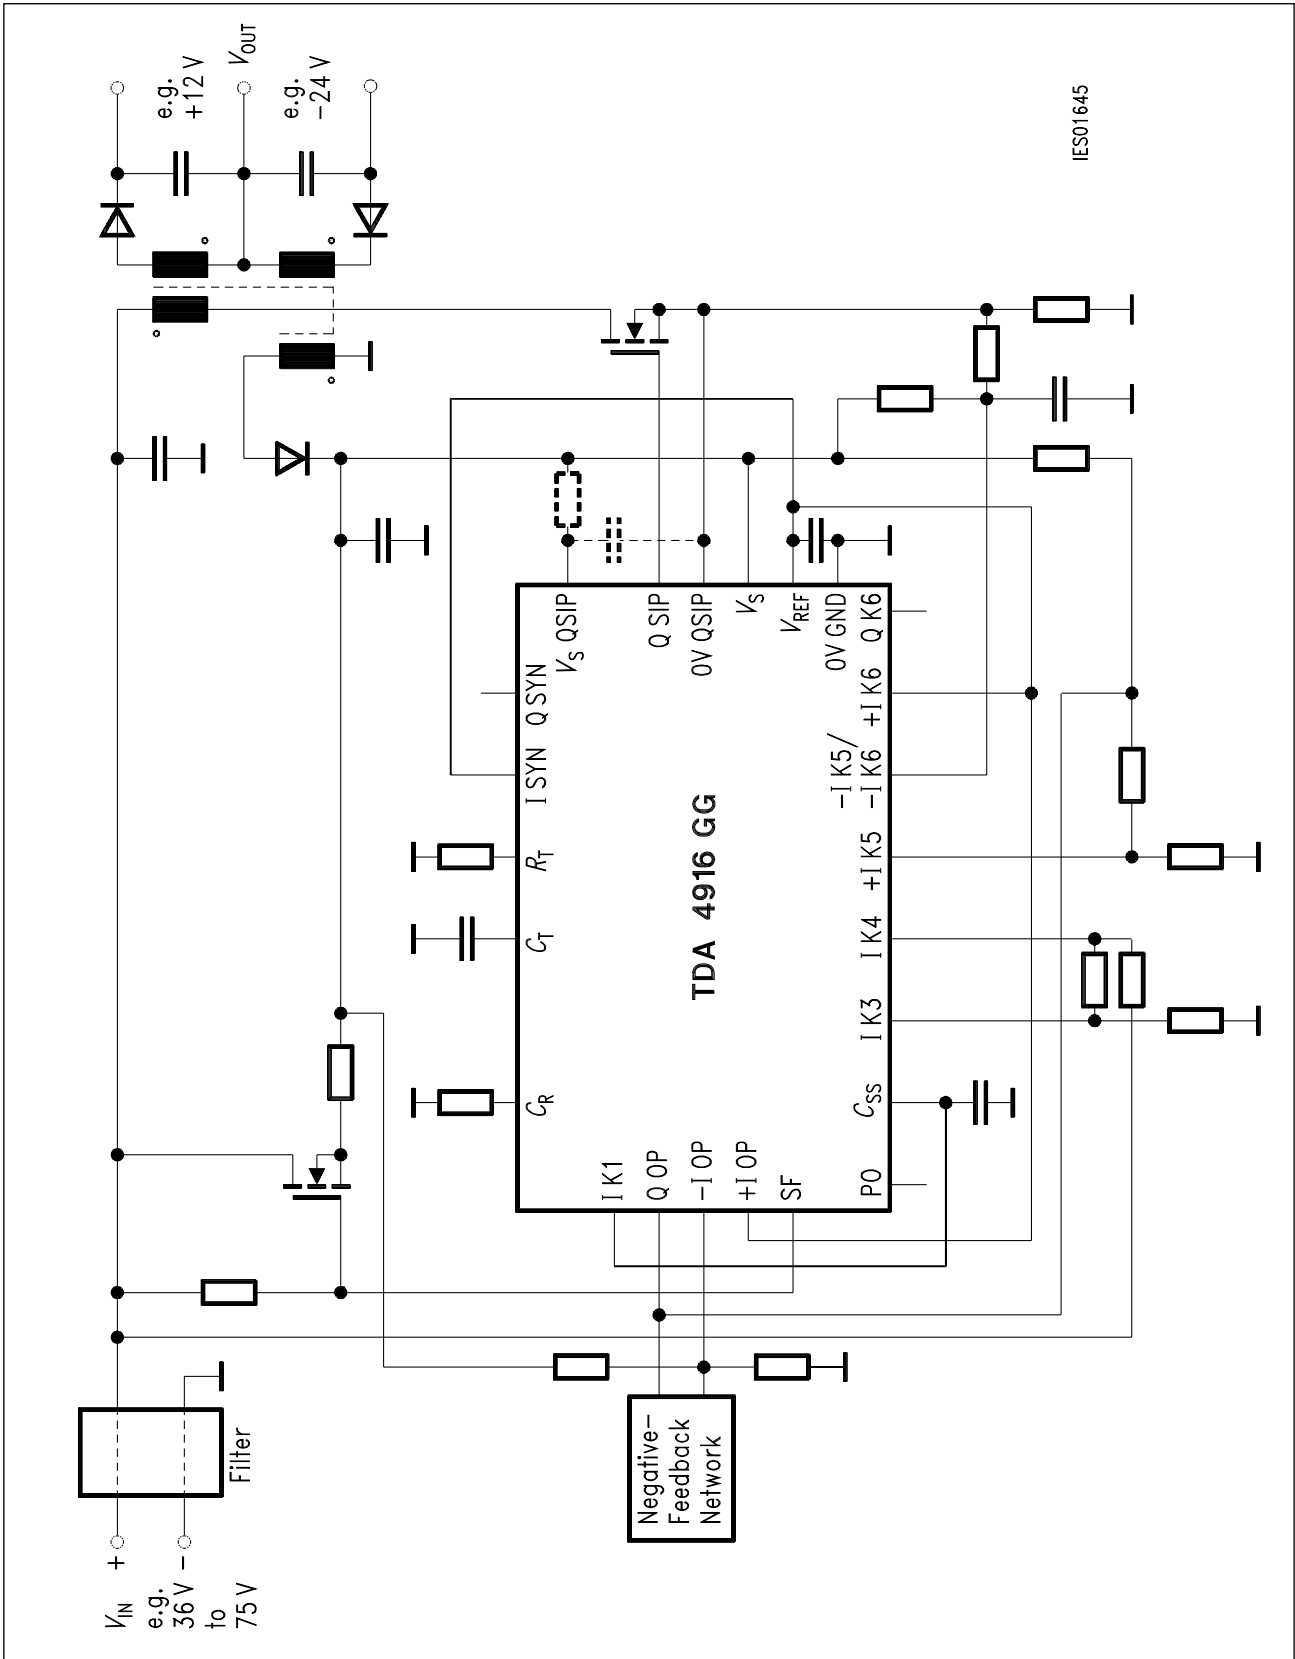 V_IN +
e.g.
36 V −
to
75 V
Filter
V_OUT
e.g.
+12 V
e.g.
−24 V
IES01645
Negative−
Feedback
Network
TDA 4916 GG
I K1
Q OP
−I OP
+I OP
SF
C_R
C_T
R_T
I SYN
Q SYN
V_S QSIP
Q SIP
0V QSIP
V_S
V_REF
0V GND
PO
C_SS
I K3
I K4
+I K5
−I K5/
−I K6
+I K6
Q K6